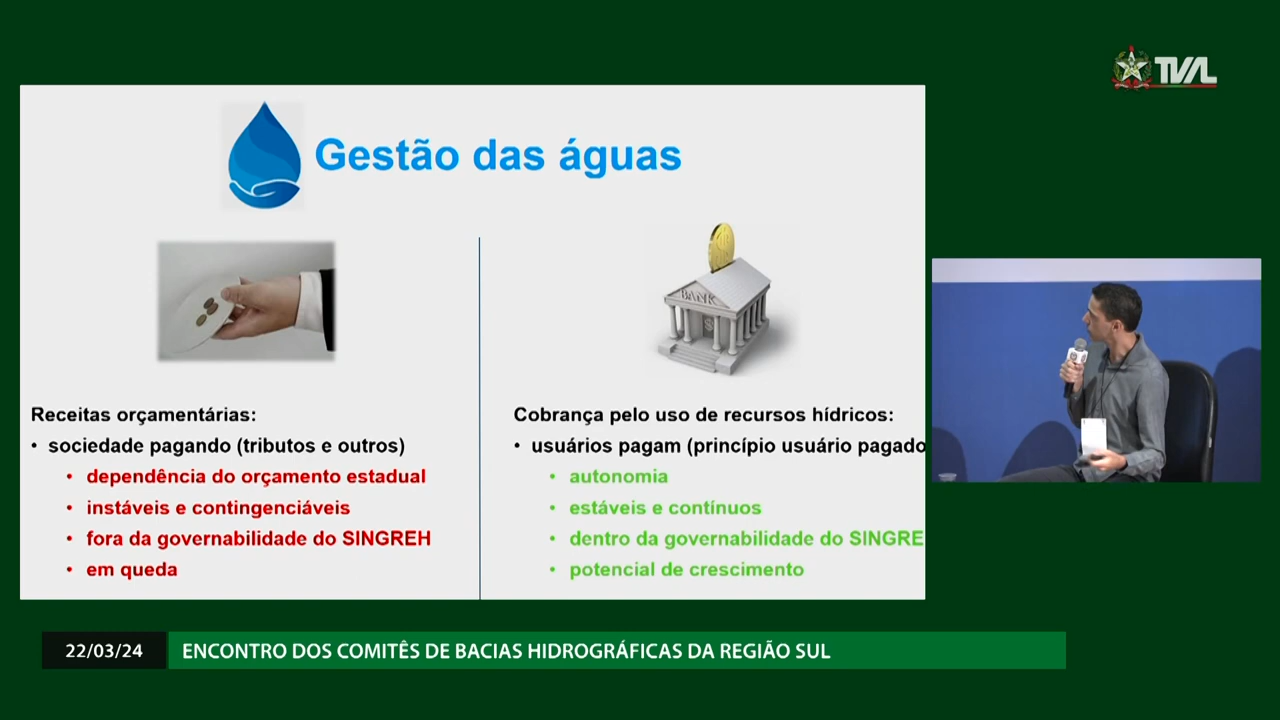 TVAL
Gestão das águas
BANK
Receitas orçamentárias:
• sociedade pagando (tributos e outros)
• dependência do orçamento estadual
• instáveis e contingenciáveis
• fora da governabilidade do SINGREH
• em queda
Cobrança pelo uso de recursos hídricos:
• usuários pagam (princípio usuário pagado
• autonomia
• estáveis e contínuos
• dentro da governabilidade do SINGRE
• potencial de crescimento
22/03/24
ENCONTRO DOS COMITÊS DE BACIAS HIDROGRÁFICAS DA REGIÃO SUL